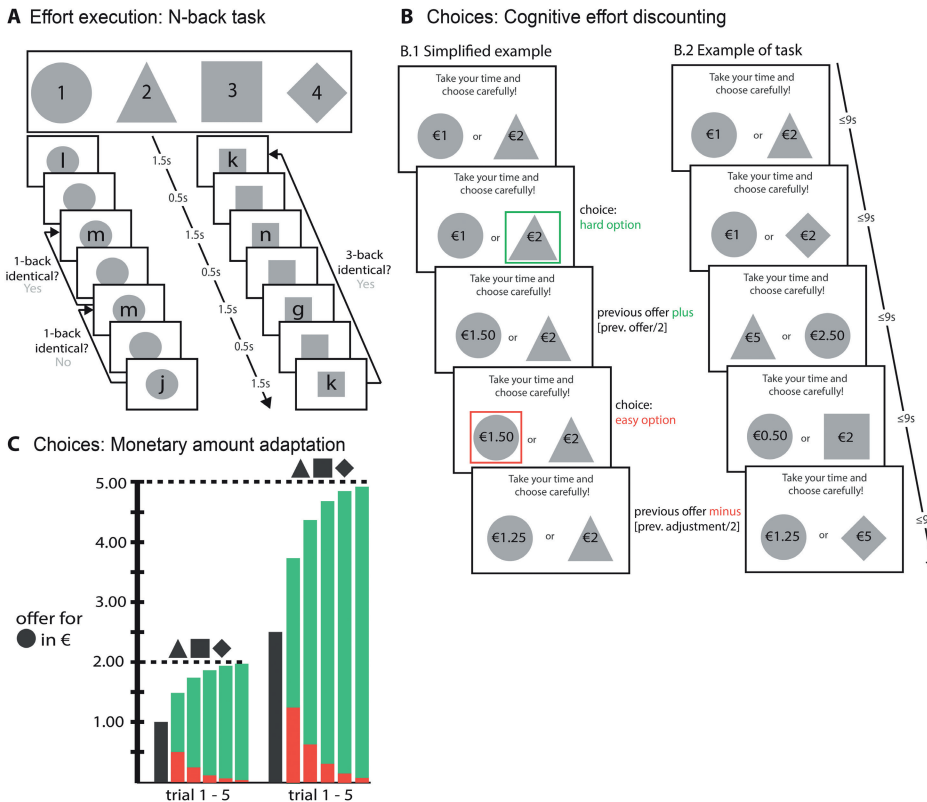 A Effort execution: N-back task
1 2 3 4
l
m
m
j
1-back
identical?
Yes
1-back
identical?
No
1.5s
0.5s
1.5s
0.5s
1.5s
0.5s
1.5s
k
n
g
k
3-back
identical?
Yes
B Choices: Cognitive effort discounting
B.1 Simplified example
Take your time and
choose carefully!
€1 or €2
Take your time and
choose carefully!
€1 or €2
choice:
hard option
Take your time and
choose carefully!
€1.50 or €2
previous offer plus
[prev. offer/2]
Take your time and
choose carefully!
€1.50 or €2
choice:
easy option
Take your time and
choose carefully!
€1.25 or €2
previous offer minus
[prev. adjustment/2]
B.2 Example of task
Take your time and
choose carefully!
€1 or €2
Take your time and
choose carefully!
€1 or €2
Take your time and
choose carefully!
€5 or €2.50
Take your time and
choose carefully!
€0.50 or €2
Take your time and
choose carefully!
€1.25 or €5
≤9s
≤9s
≤9s
≤9s
C Choices: Monetary amount adaptation
5.00
4.00
3.00
2.00
1.00
offer for
in €
trial 1 - 5
trial 1 - 5